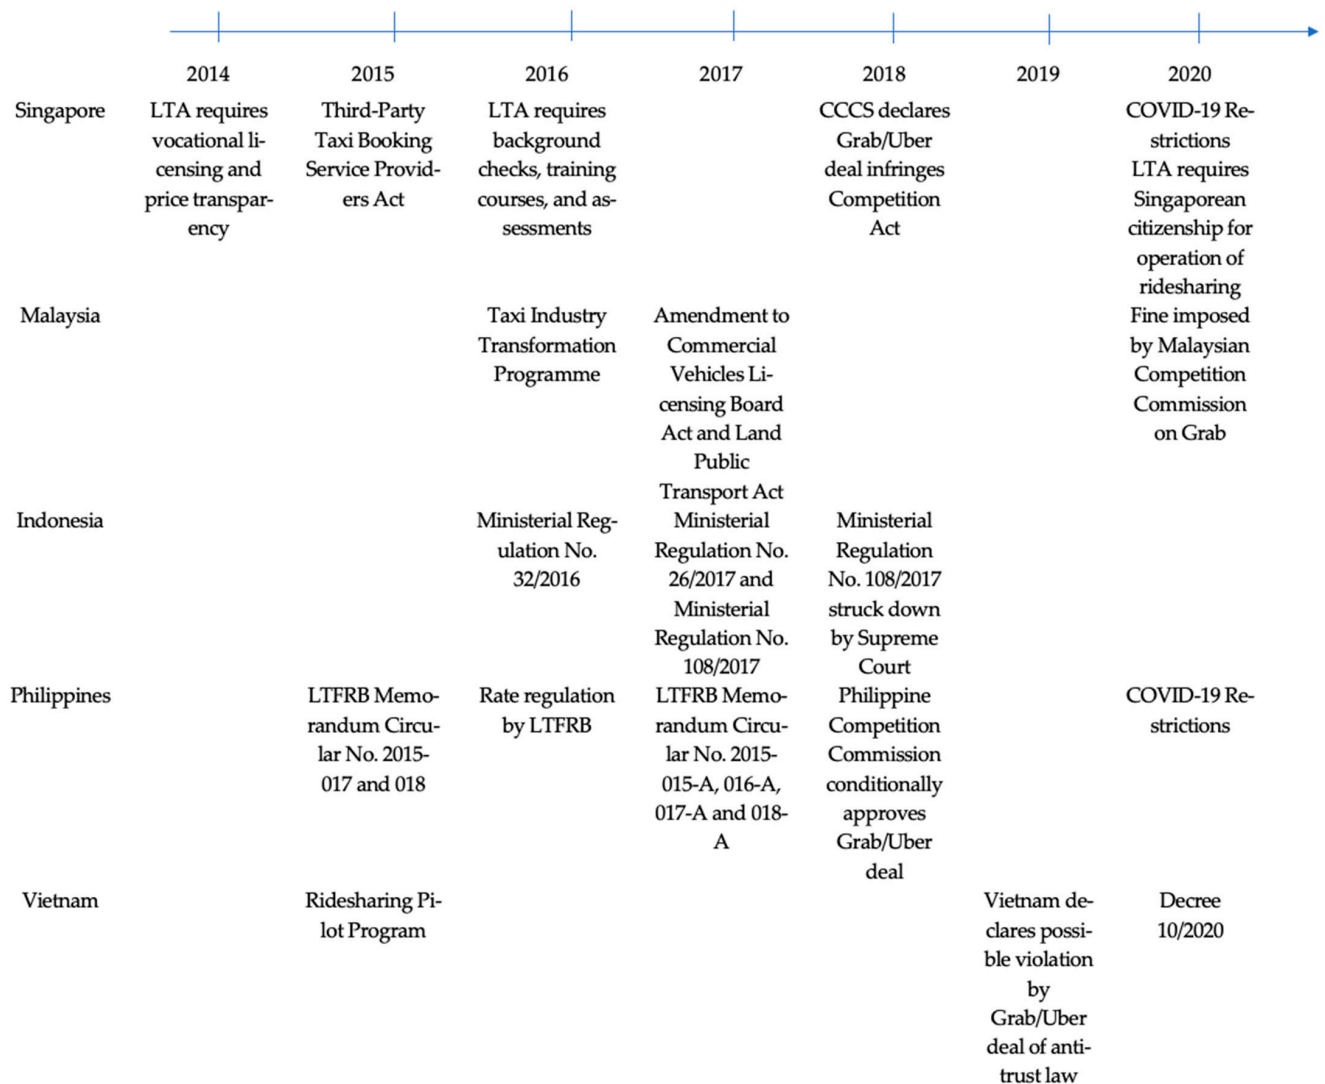 2014 2015 2016 2017 2018 2019 2020
Singapore
LTA requires
vocational li-
censing and
price transpar-
ency
Third-Party
Taxi Booking
Service Provid-
ers Act
LTA requires
background
checks, training
courses, and as-
sessments
CCCS declares
Grab/Uber
deal infringes
Competition
Act
COVID-19 Re-
strictions
LTA requires
Singaporean
citizenship for
operation of
ridesharing
Malaysia
Taxi Industry
Transformation
Programme
Amendment to
Commercial
Vehicles Li-
censing Board
Act and Land
Public
Transport Act
Fine imposed
by Malaysian
Competition
Commission
on Grab
Indonesia
Ministerial Reg-
ulation No.
32/2016
Ministerial
Regulation No.
26/2017 and
Ministerial
Regulation No.
108/2017
Ministerial
Regulation
No. 108/2017
struck down
by Supreme
Court
Philippines
LTFRB Memo-
randum Circu-
lar No. 2015-
017 and 018
Rate regulation
by LTFRB
LTFRB Memo-
randum Circu-
lar No. 2015-
015-A, 016-A,
017-A and 018-
A
Philippine
Competition
Commission
conditionally
approves
Grab/Uber
deal
COVID-19 Re-
strictions
Vietnam
Ridesharing Pi-
lot Program
Vietnam de-
clares possi-
ble violation
by
Grab/Uber
deal of anti-
trust law
Decree
10/2020